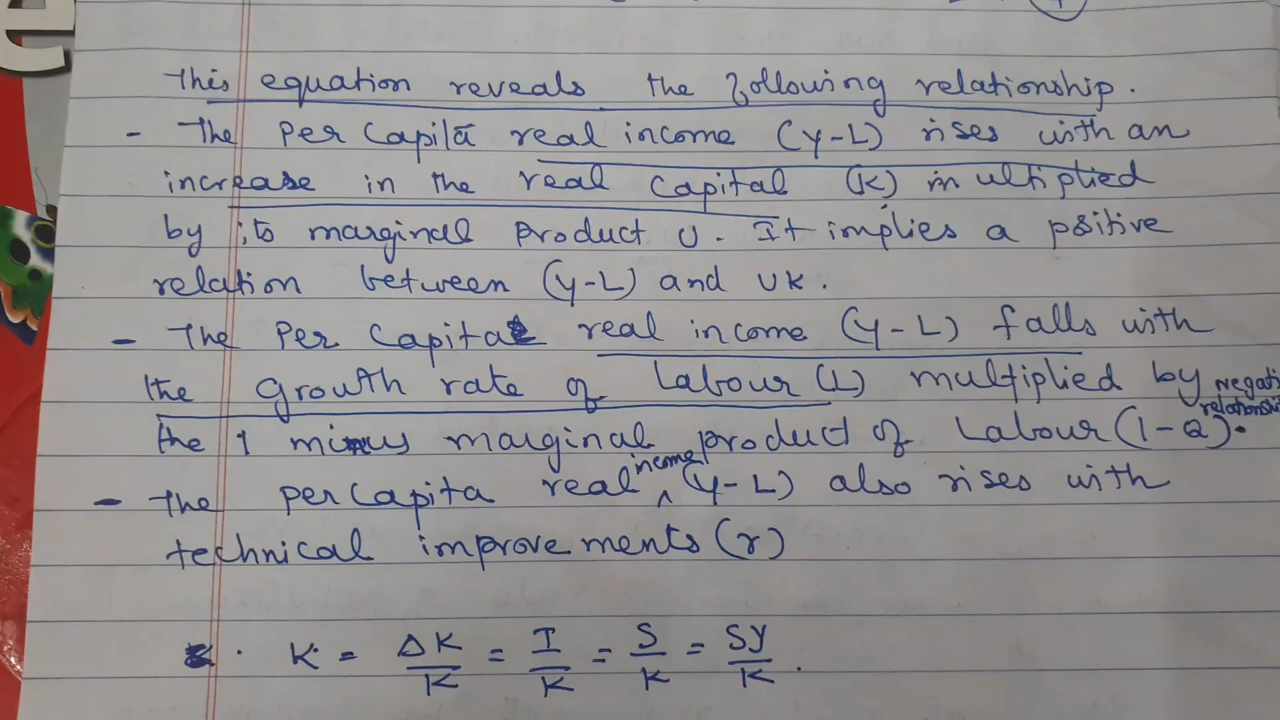 This equation reveals the following relationship.
- The Per Capita real income (y-L) rises with an
increase in the real capital (K) multiplied
by its marginal Product U. It implies a positive
relation between (y-L) and UK.
- The Per Capita real income (y-L) falls with
the growth rate of Labour (L) multiplied by Negati
relationshi
the 1 minus marginal product of Labour (1-Q).
- The per Capita real income (y-L) also rises with
technical improvements (r)
K = ΔK/K = I/K = S/K = SY/K.